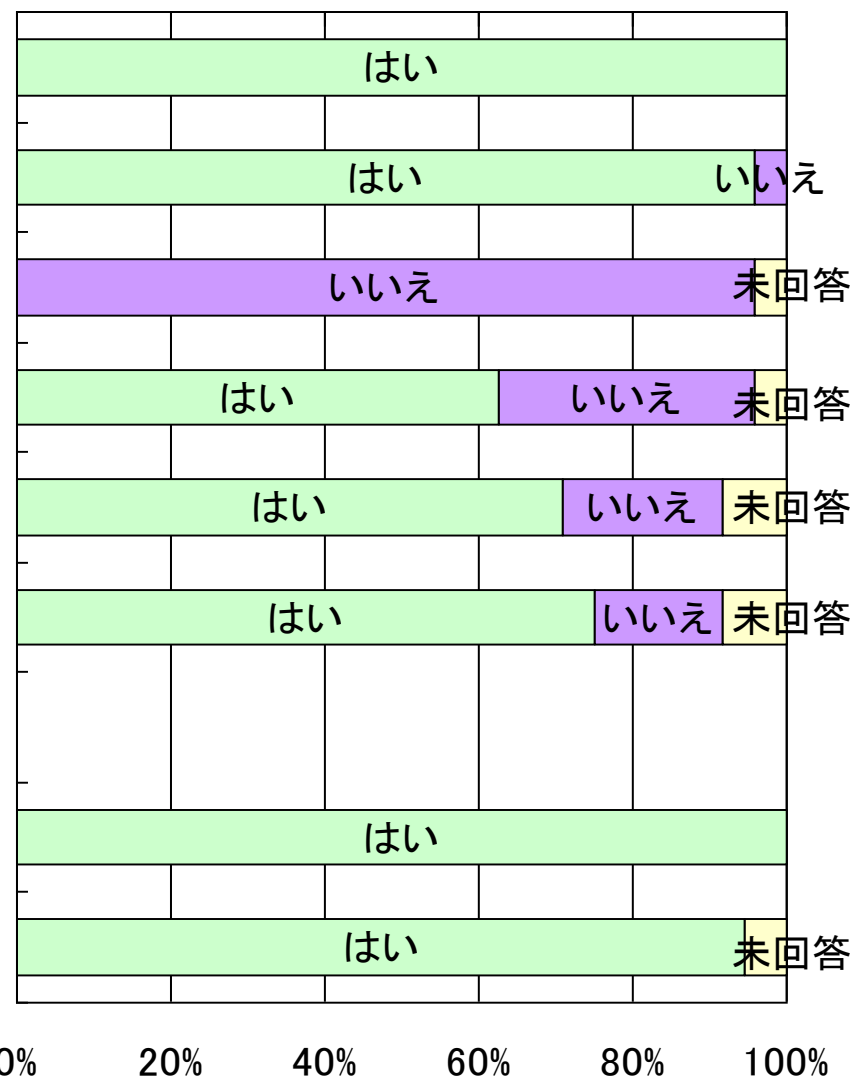 はい
はい いいえ
いいえ 未回答
はい いいえ 未回答
はい いいえ 未回答
はい いいえ 未回答
はい
はい 未回答
0% 20% 40% 60% 80% 100%